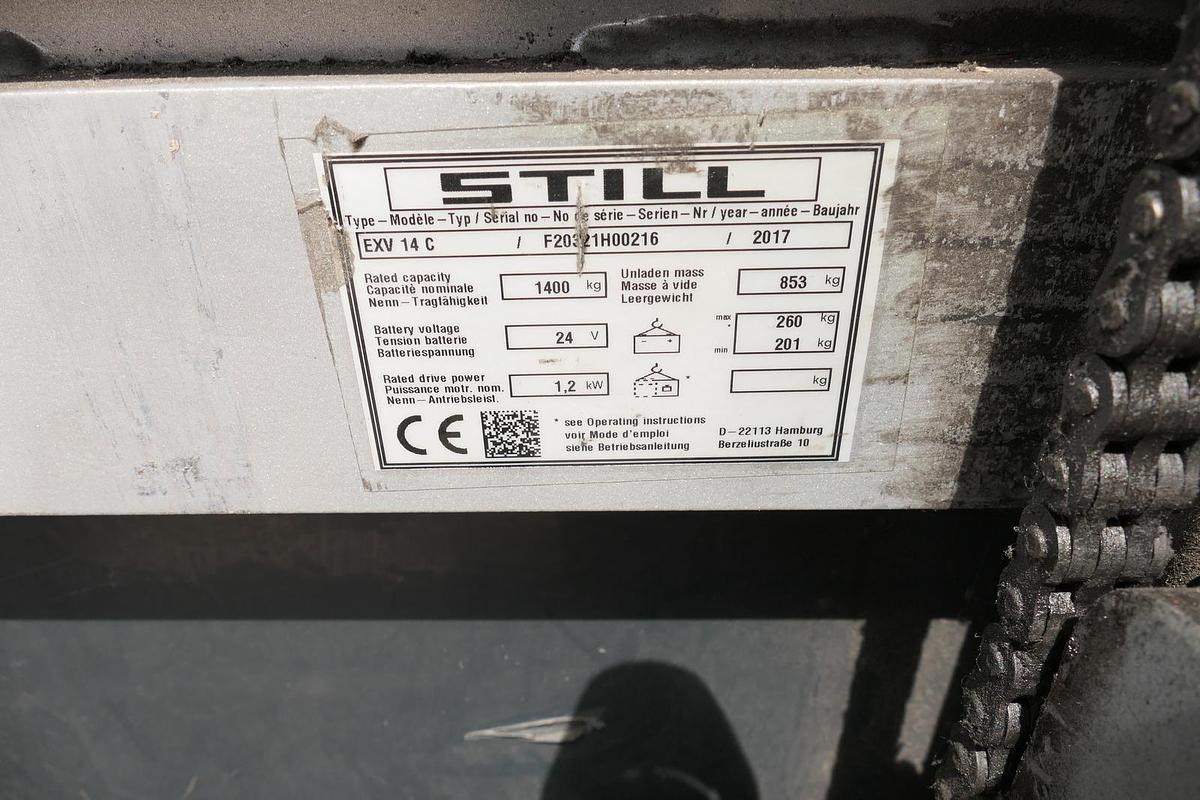 STILL
Type – Modèle – Typ / Serial no – No de série – Serien – Nr / year – année – Baujahr
EXV 14 C / F20321H00216 / 2017
Rated capacity
Capacité nominale
Nenn – Tragfähigkeit
1400 kg
Unladen mass
Masse à vide
Leergewicht
853 kg
Battery voltage
Tension batterie
Batteriespannung
24 V
- +
max
*
min
260 kg
201 kg
Rated drive power
Puissance motr. nom.
Nenn – Antriebsleist.
1,2 kW
*
kg
CE
* see Operating instructions
voir Mode d'emploi
siehe Betriebsanleitung
D – 22113 Hamburg
Berzeliustraße 10